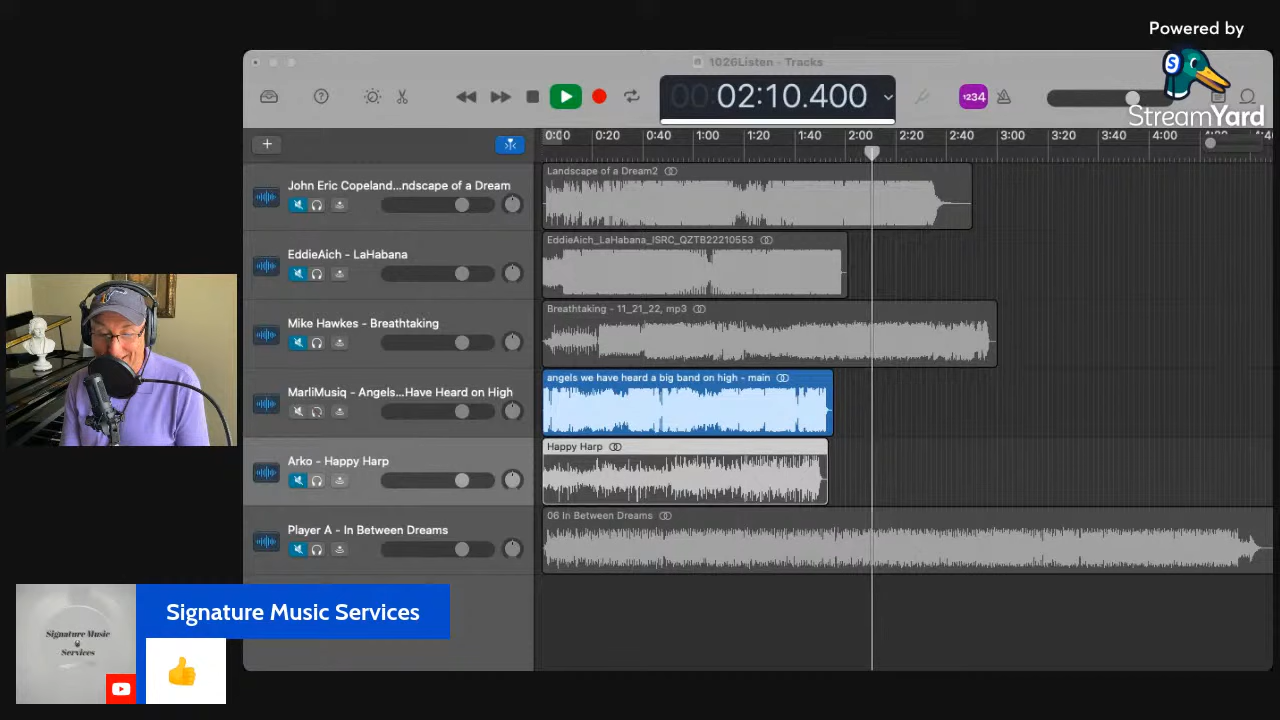 Powered by
StreamYard
1026Listen - Tracks
00:02:10.400
1234
0:00 0:20 0:40 1:00 1:20 1:40 2:00 2:20 2:40 3:00 3:20 3:40 4:00
John Eric Copeland...ndscape of a Dream
Landscape of a Dream2
EddieAich - LaHabana
EddieAich_LaHabana_ISRC_QZTB22210553
Mike Hawkes - Breathtaking
Breathtaking - 11_21_22, mp3
MarliMusiq - Angels...Have Heard on High
angels we have heard a big band on high - main
Arko - Happy Harp
Happy Harp
Player A - In Between Dreams
06 In Between Dreams
Signature Music Services
Signature Music
Services